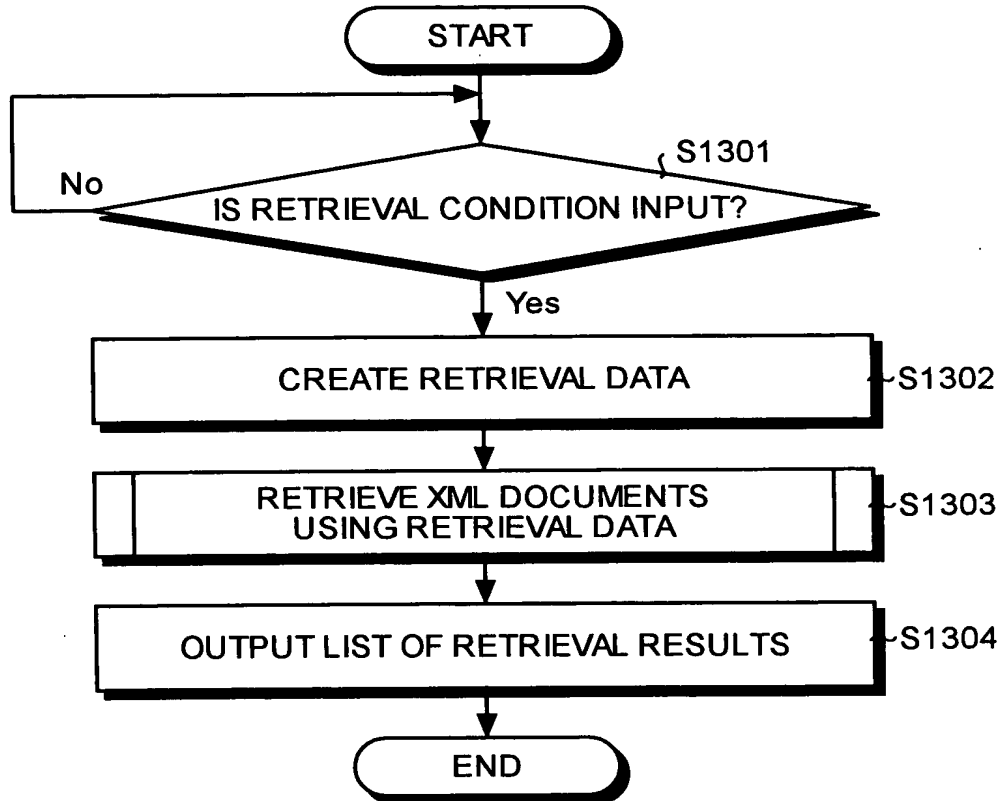 START
S1301
No
IS RETRIEVAL CONDITION INPUT?
Yes
CREATE RETRIEVAL DATA
S1302
RETRIEVE XML DOCUMENTS
USING RETRIEVAL DATA
S1303
OUTPUT LIST OF RETRIEVAL RESULTS
S1304
END